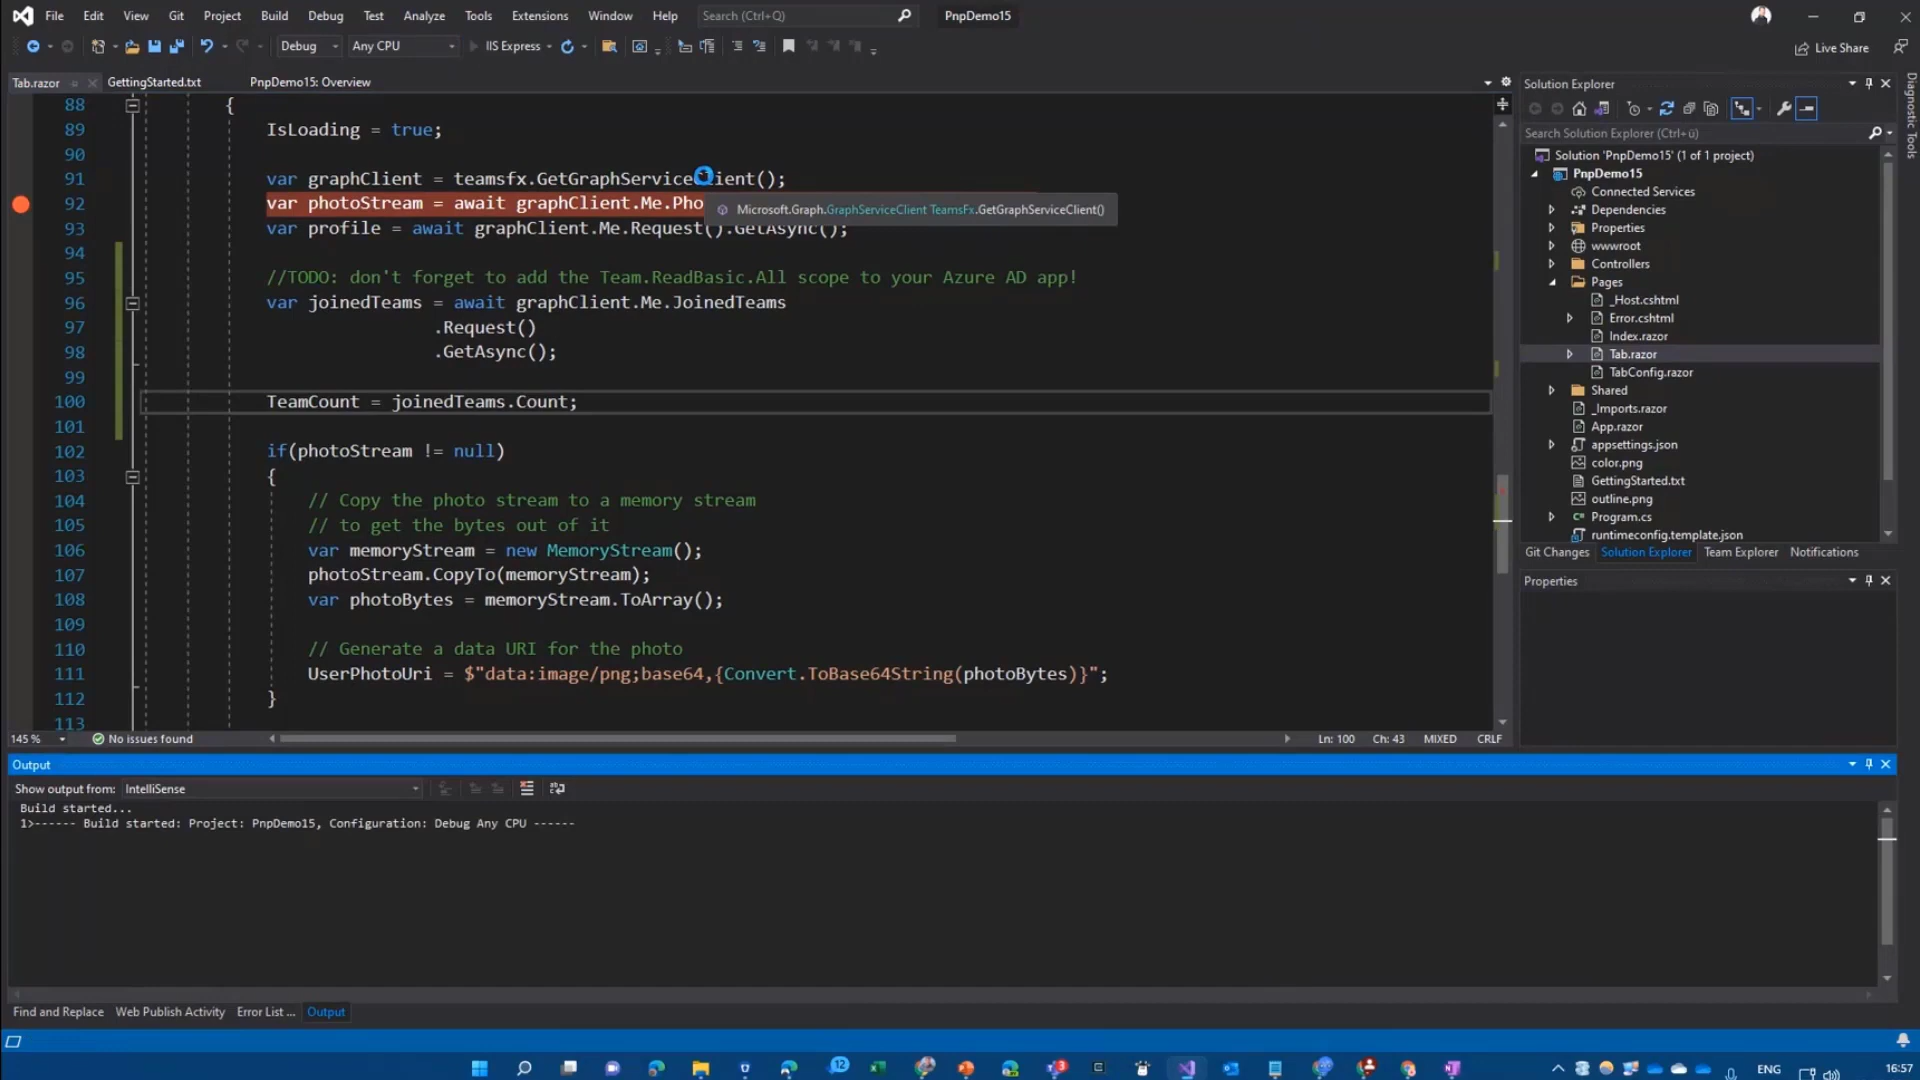 File Edit View Git Project Build Debug Test Analyze Tools Extensions Window Help Search (Ctrl+Q) PnpDemo15
Debug Any CPU IIS Express Live Share
Tab.razor GettingStarted.txt PnpDemo15: Overview
88 {
89 IsLoading = true;
90
91 var graphClient = teamsfx.GetGraphServiceClient();
92 var photoStream = await graphClient.Me.Pho
Microsoft.Graph.GraphServiceClient TeamsFx.GetGraphServiceClient()
93 var profile = await graphClient.Me.Request().GetAsync();
94
95 //TODO: don't forget to add the Team.ReadBasic.All scope to your Azure AD app!
96 var joinedTeams = await graphClient.Me.JoinedTeams
97 .Request()
98 .GetAsync();
99
100 TeamCount = joinedTeams.Count;
101
102 if(photoStream != null)
103 {
104 // Copy the photo stream to a memory stream
105 // to get the bytes out of it
106 var memoryStream = new MemoryStream();
107 photoStream.CopyTo(memoryStream);
108 var photoBytes = memoryStream.ToArray();
109
110 // Generate a data URI for the photo
111 UserPhotoUri = $"data:image/png;base64,{Convert.ToBase64String(photoBytes)}";
112 }
113
145 % No issues found Ln: 100 Ch: 43 MIXED CRLF
Solution Explorer
Search Solution Explorer (Ctrl+ü)
Solution 'PnpDemo15' (1 of 1 project)
PnpDemo15
Connected Services
Dependencies
Properties
wwwroot
Controllers
Pages
_Host.cshtml
Error.cshtml
Index.razor
Tab.razor
TabConfig.razor
Shared
_Imports.razor
App.razor
appsettings.json
color.png
GettingStarted.txt
outline.png
Program.cs
runtimeconfig.template.json
Git Changes Solution Explorer Team Explorer Notifications
Properties
Diagnostic Tools
Output
Show output from: IntelliSense
Build started...
1>------ Build started: Project: PnpDemo15, Configuration: Debug Any CPU ------
Find and Replace Web Publish Activity Error List ... Output
12 3 ENG 16:57